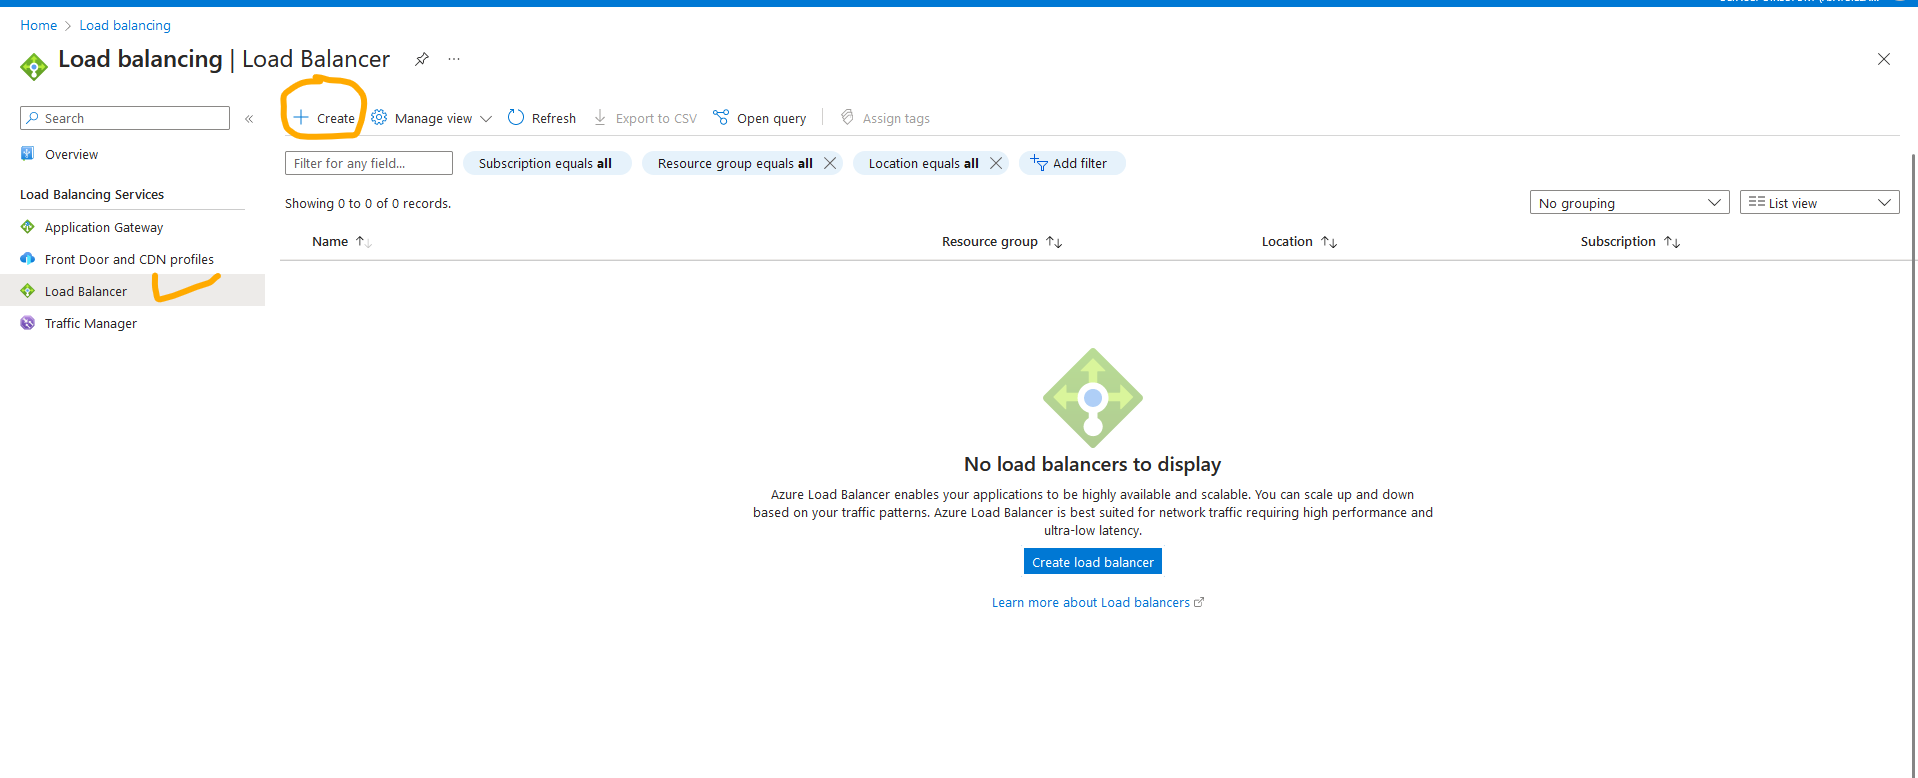 Home > Load balancing
Load balancing | Load Balancer ...
Search «
+ Create Manage view Refresh Export to CSV Open query Assign tags
Overview
Filter for any field... Subscription equals all Resource group equals all Location equals all Add filter
Load Balancing Services
Showing 0 to 0 of 0 records. No grouping List view
Application Gateway
Name Resource group Location Subscription
Front Door and CDN profiles
Load Balancer
Traffic Manager
No load balancers to display
Azure Load Balancer enables your applications to be highly available and scalable. You can scale up and down
based on your traffic patterns. Azure Load Balancer is best suited for network traffic requiring high performance and
ultra-low latency.
Create load balancer
Learn more about Load balancers